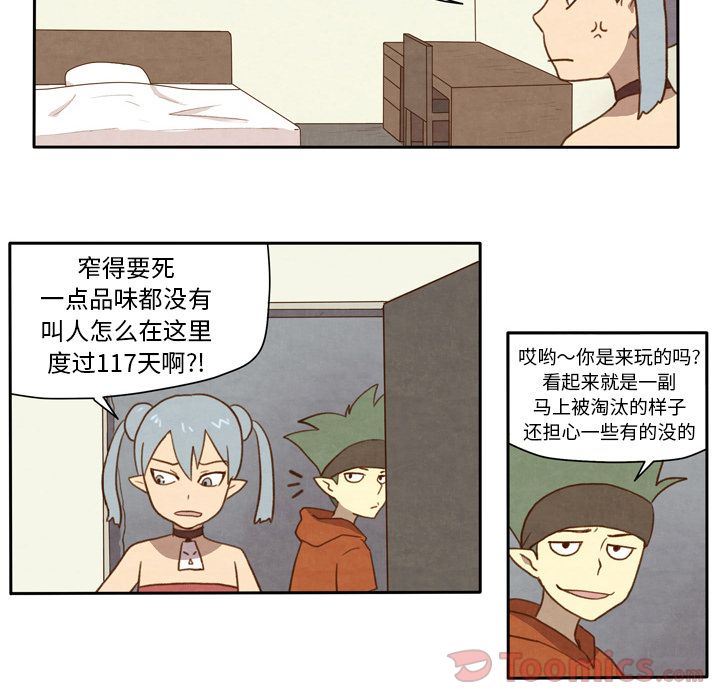 窄得要死
一点品味都没有
叫人怎么在这里
度过117天啊?!
哎哟～你是来玩的吗?
看起来就是一副
马上被淘汰的样子
还担心一些有的没的
Toomics.com